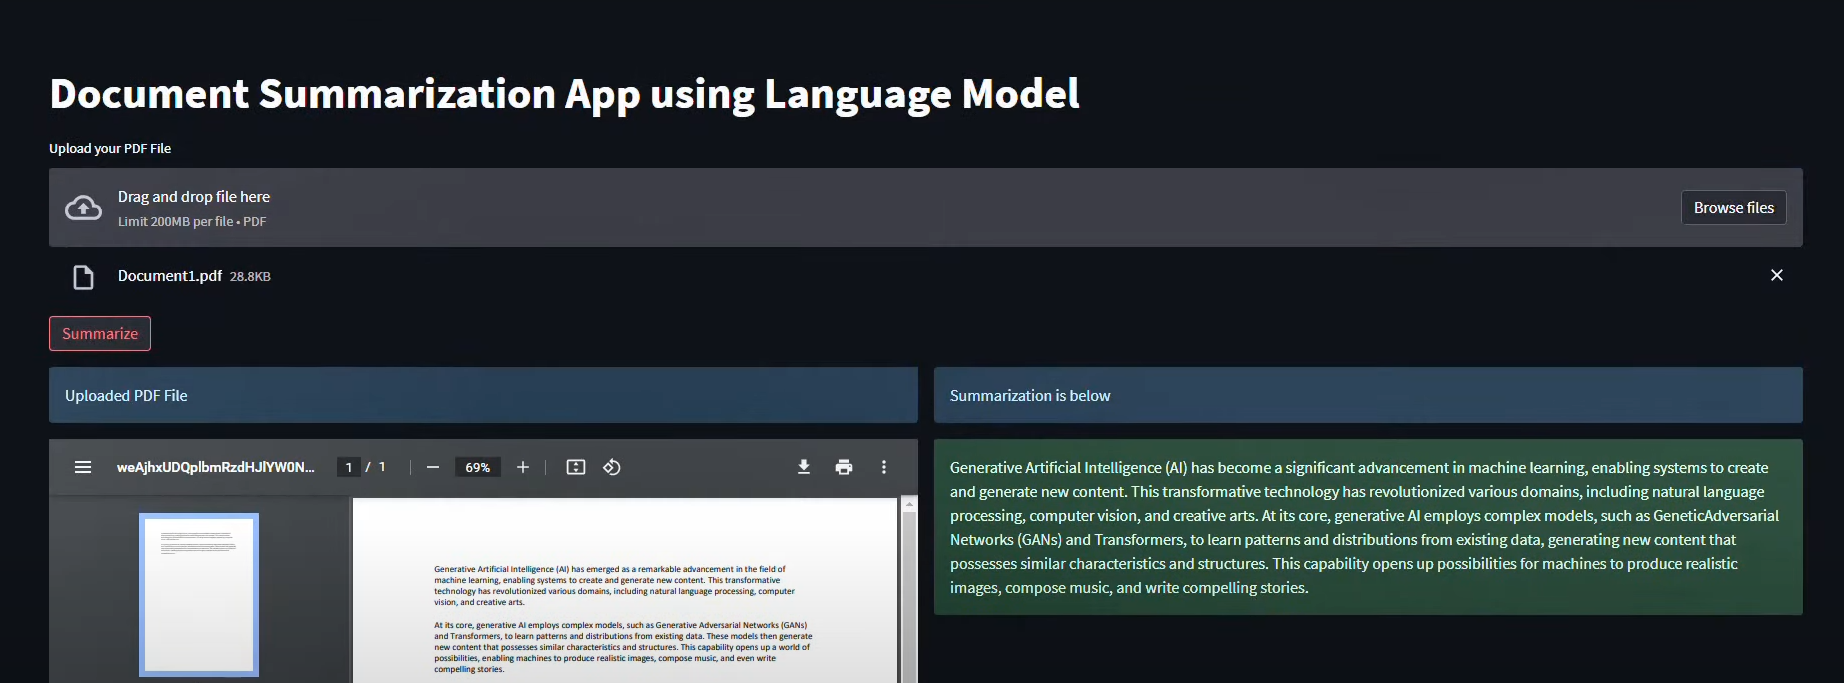 Document Summarization App using Language Model
Upload your PDF File
Drag and drop file here
Limit 200MB per file • PDF
Browse files
Document1.pdf 28.8KB
Summarize
Uploaded PDF File
weAjhxUDQplbmRzdHJlYW0N... 1 / 1 69%
Generative Artificial Intelligence (AI) has emerged as a remarkable advancement in the field of
machine learning, enabling systems to create and generate new content. This transformative
technology has revolutionized various domains, including natural language processing, computer
vision, and creative arts.
At its core, generative AI employs complex models, such as Generative Adversarial Networks (GANs)
and Transformers, to learn patterns and distributions from existing data. These models then generate
new content that possesses similar characteristics and structures. This capability opens up a world of
possibilities, enabling machines to produce realistic images, compose music, and even write
compelling stories.
Summarization is below
Generative Artificial Intelligence (AI) has become a significant advancement in machine learning, enabling systems to create
and generate new content. This transformative technology has revolutionized various domains, including natural language
processing, computer vision, and creative arts. At its core, generative AI employs complex models, such as GeneticAdversarial
Networks (GANs) and Transformers, to learn patterns and distributions from existing data, generating new content that
possesses similar characteristics and structures. This capability opens up possibilities for machines to produce realistic
images, compose music, and write compelling stories.